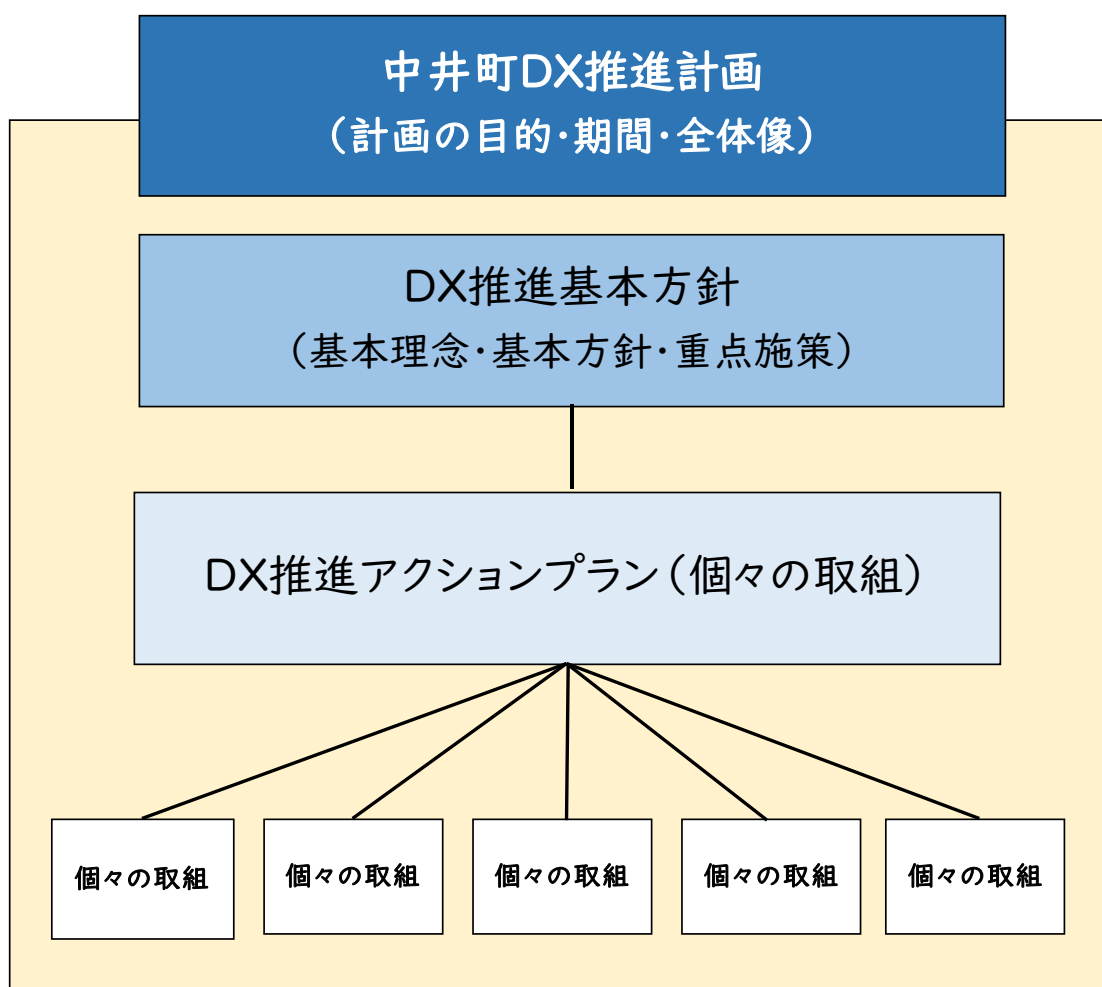 中井町DX推進計画
（計画の目的・期間・全体像）
DX推進基本方針
（基本理念・基本方針・重点施策）
DX推進アクションプラン（個々の取組）
個々の取組
個々の取組
個々の取組
個々の取組
個々の取組